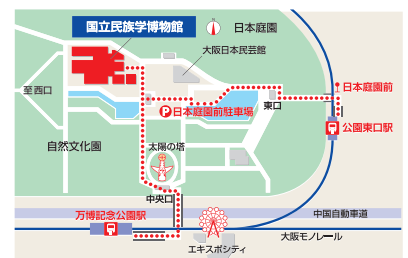 国立民族学博物館
日本庭園
大阪日本民芸館
至西口
日本庭園前
東口
P日本庭園前駐車場
公園東口駅
自然文化園
太陽の塔
中央口
万博記念公園駅
中国自動車道
大阪モノレール
エキスポシティ